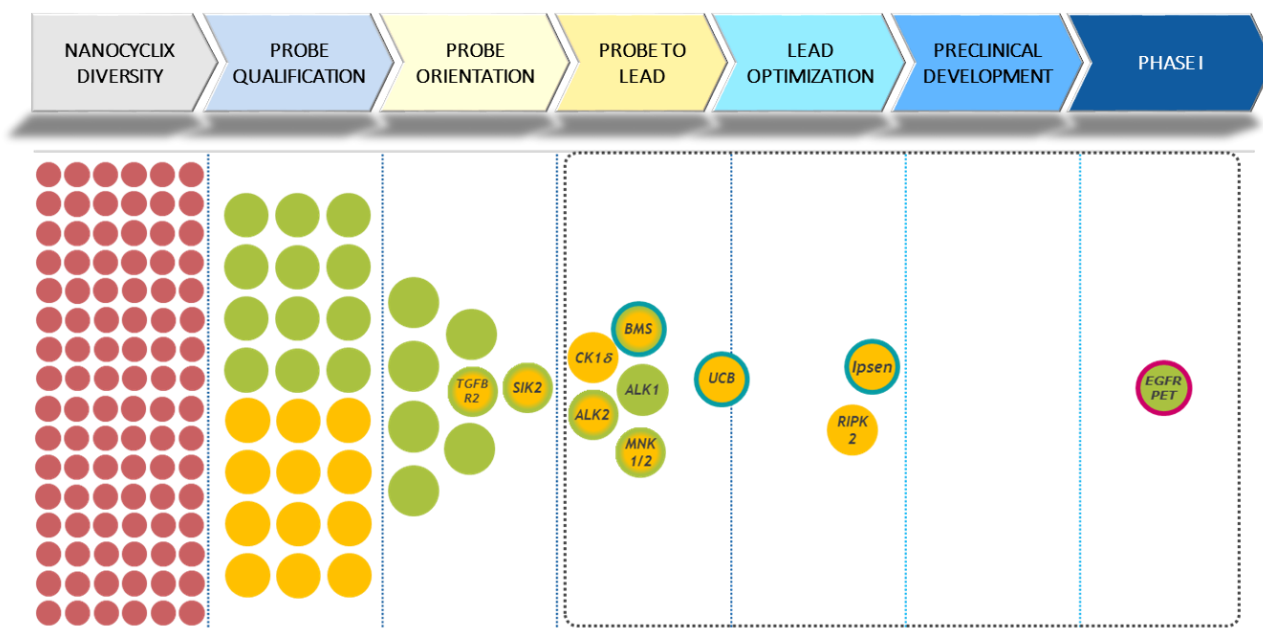 NANOCYCLIX
DIVERSITY
PROBE
QUALIFICATION
PROBE
ORIENTATION
PROBE TO
LEAD
LEAD
OPTIMIZATION
PRECLINICAL
DEVELOPMENT
PHASE I
BMS
CK1δ
TGFB
R2
SIK2
ALK1
ALK2
MNK
1/2
UCB
Ipsen
RIPK
2
EGFR
PET